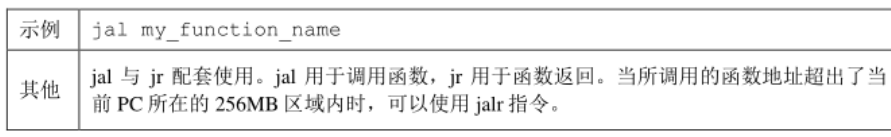 示例 jal my_function_name
jal 与 jr 配套使用。jal 用于调用函数，jr 用于函数返回。当所调用的函数地址超出了当
其他
前 PC 所在的 256MB 区域内时，可以使用 jalr 指令。